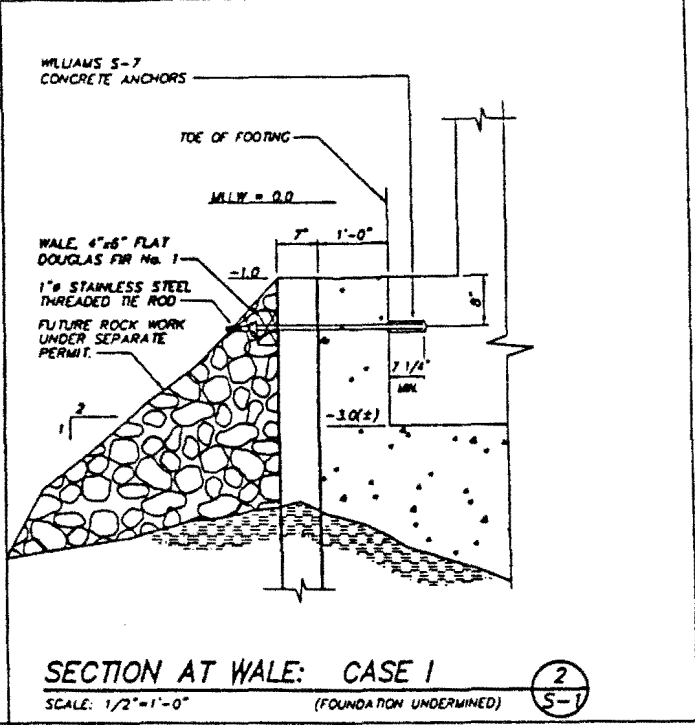 WILLIAMS S-7
CONCRETE ANCHORS
TOE OF FOOTING
MLLW = 0.0
7"
1'-0"
WALE, 4"x6" FLAT
DOUGLAS FIR No. 1
-1.0
1"ø STAINLESS STEEL
THREADED TIE ROD
8"
FUTURE ROCK WORK
UNDER SEPARATE
PERMIT.
7 1/4"
MIN.
2
1
-3.0(±)
SECTION AT WALE: CASE I
2
S-1
SCALE: 1/2"=1'-0"
(FOUNDATION UNDERMINED)